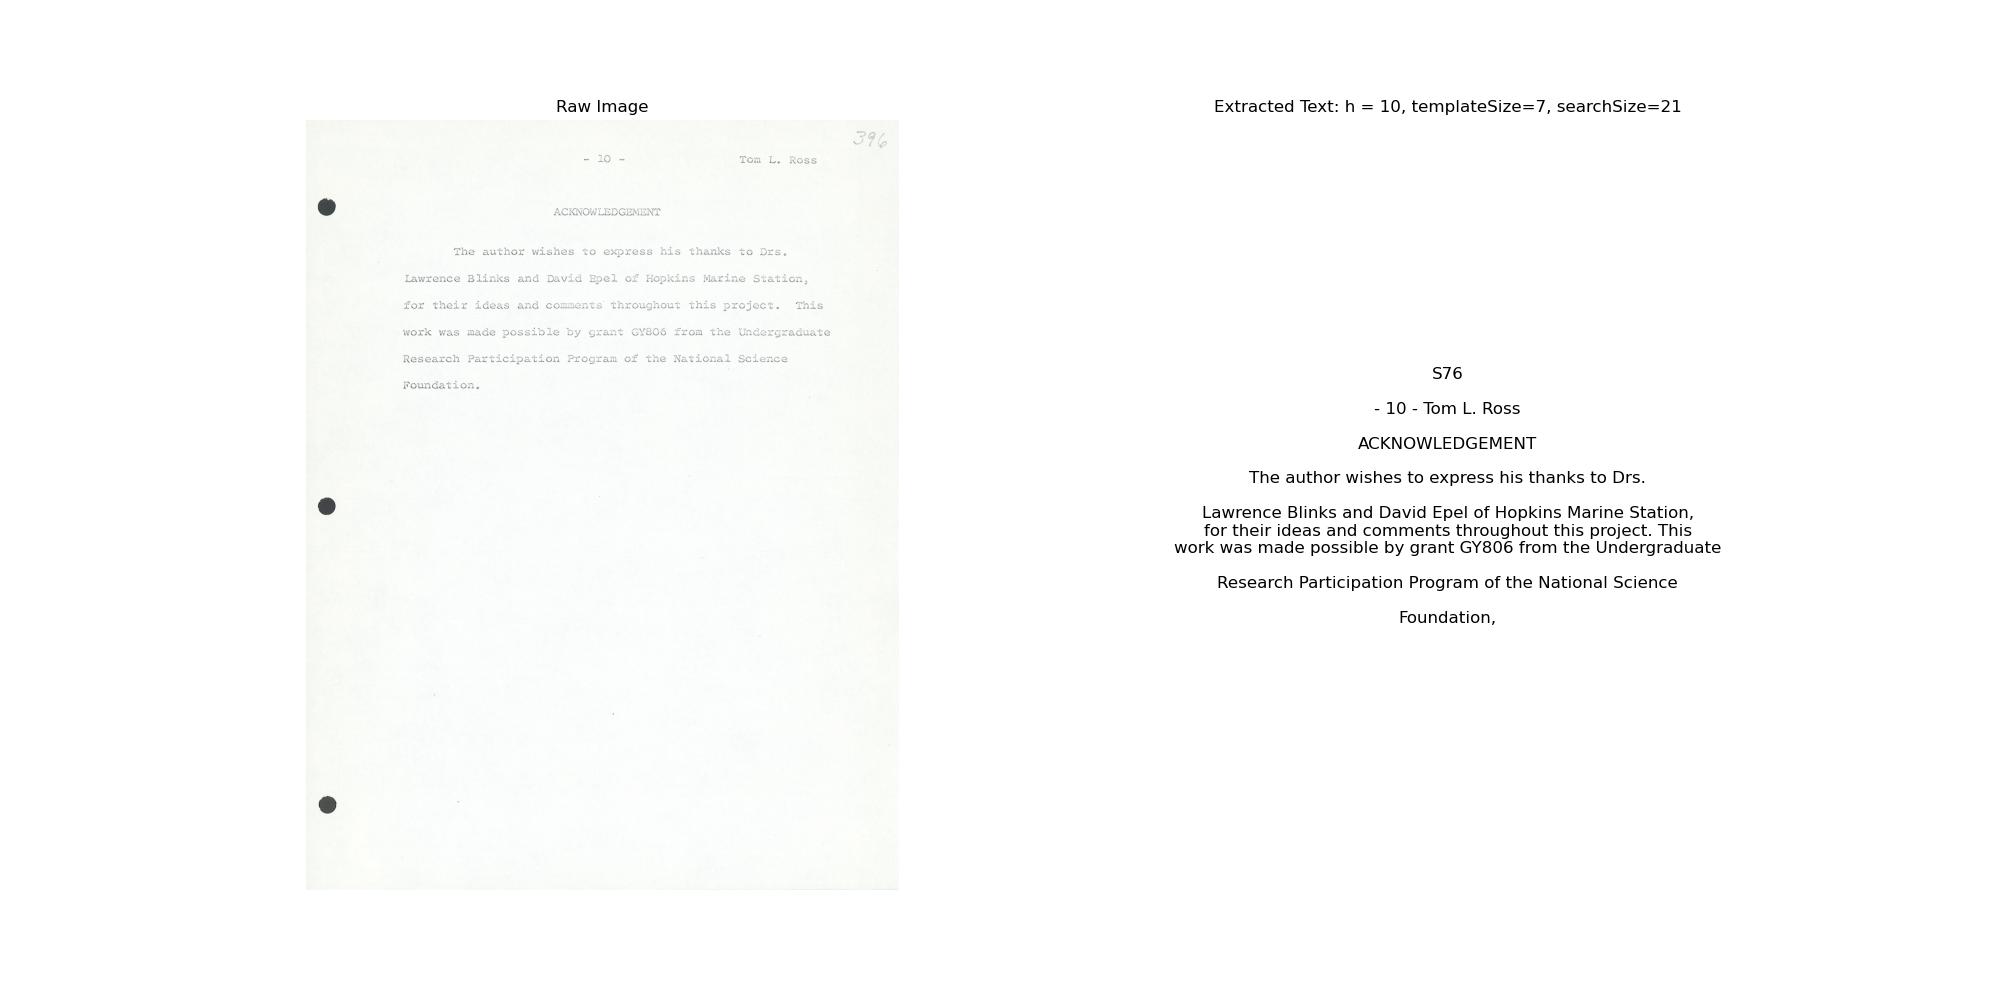 Raw Image
396
- 10 - Tom L. Ross
ACKNOWLEDGEMENT
The author wishes to express his thanks to Drs.
Lawrence Blinks and David Epel of Hopkins Marine Station,
for their ideas and comments throughout this project. This
work was made possible by grant GY806 from the Undergraduate
Research Participation Program of the National Science
Foundation.
Extracted Text: h = 10, templateSize=7, searchSize=21
S76
- 10 - Tom L. Ross
ACKNOWLEDGEMENT
The author wishes to express his thanks to Drs.
Lawrence Blinks and David Epel of Hopkins Marine Station,
for their ideas and comments throughout this project. This
work was made possible by grant GY806 from the Undergraduate
Research Participation Program of the National Science
Foundation,